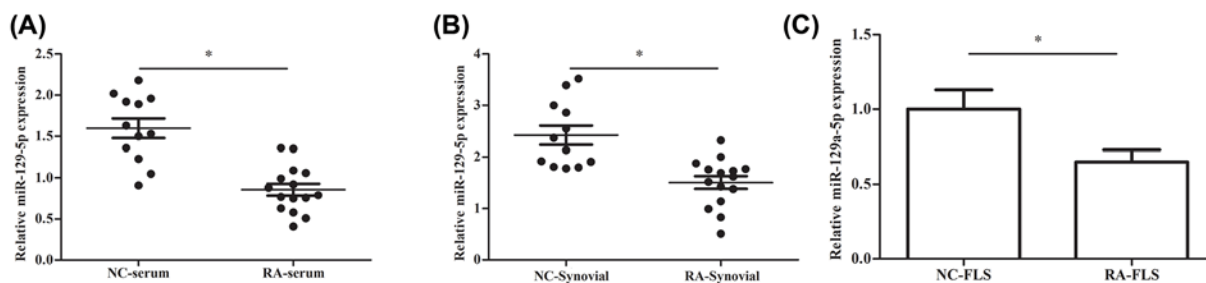 (A)
Relative miR-129-5p expression
2.5
2.0
1.5
1.0
0.5
0.0
*
NC-serum
RA-serum
(B)
Relative miR-129-5p expression
4
3
2
1
0
*
NC-Synovial
RA-Synovial
(C)
Relative miR-129a-5p expression
1.0
0.5
0.0
*
NC-FLS
RA-FLS